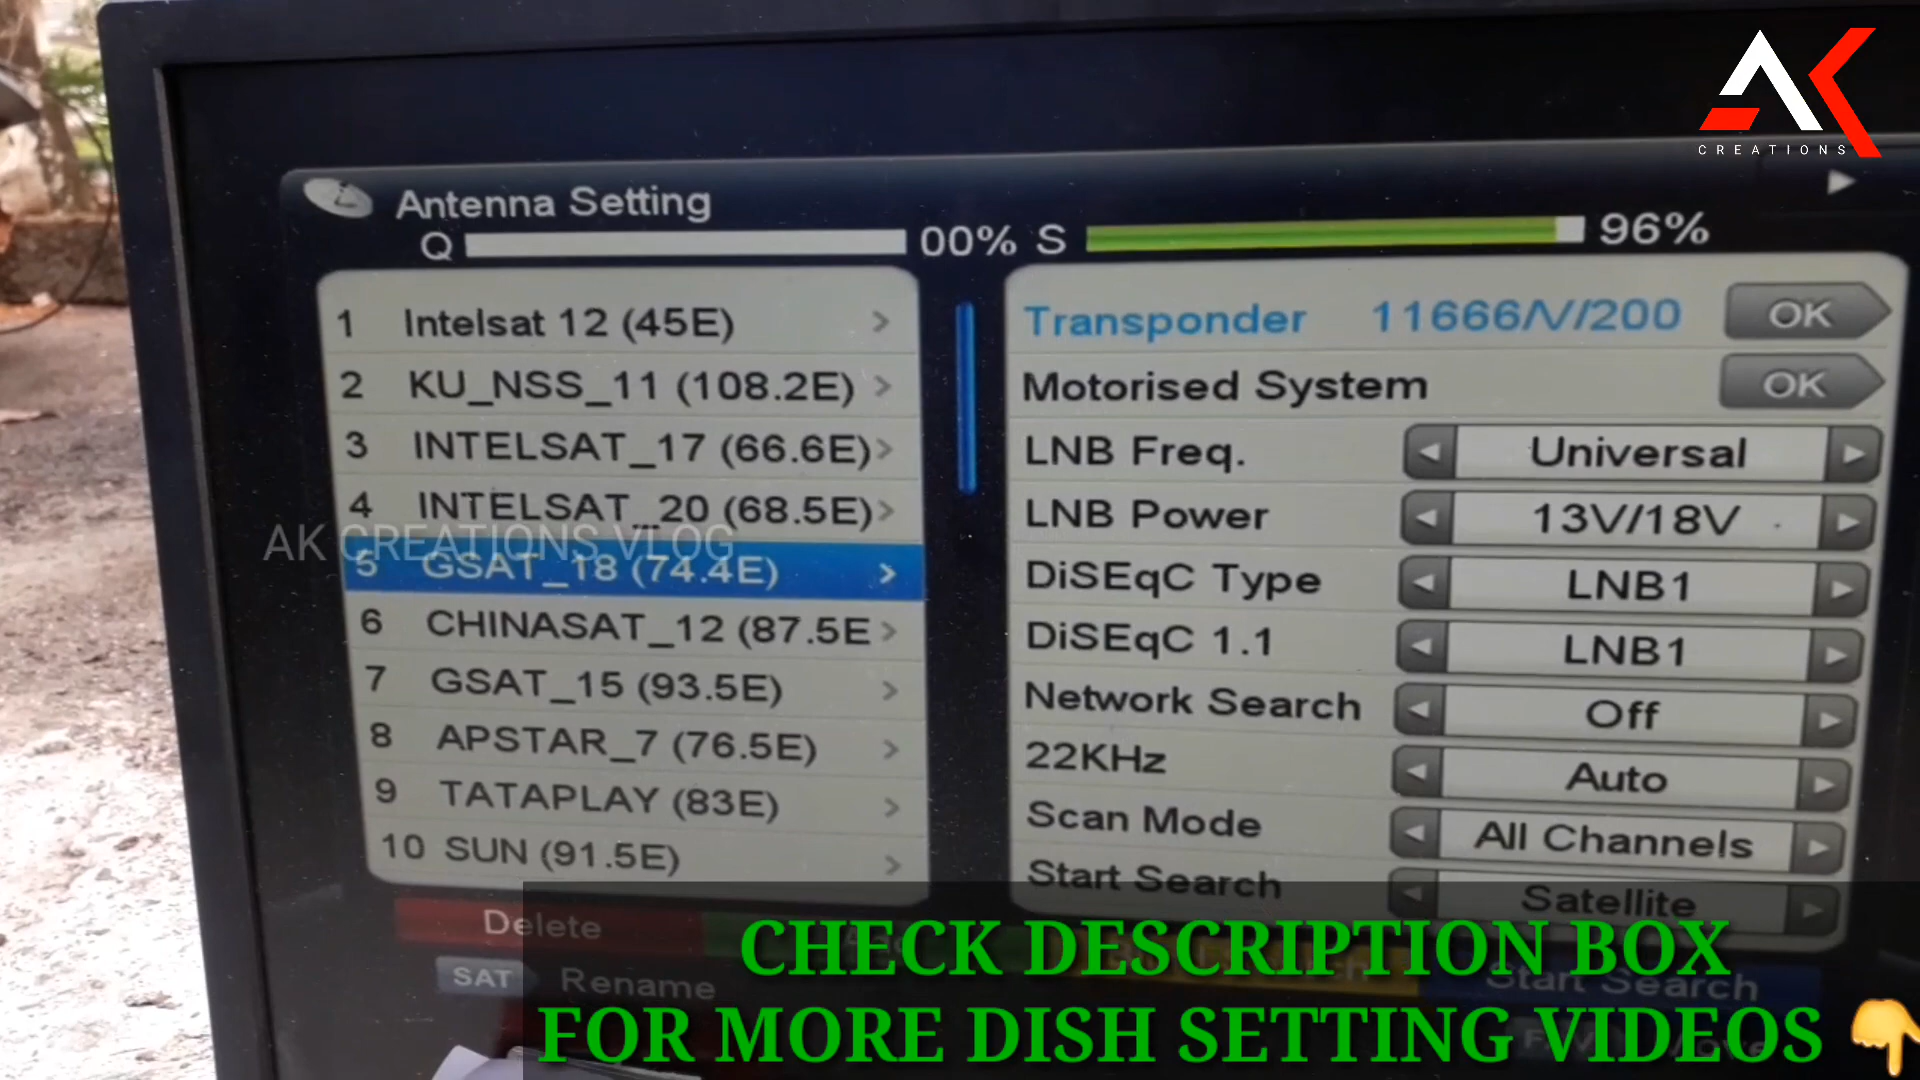 AK
CREATIONS
Antenna Setting
Q 00% S 96%
1 Intelsat 12 (45E) >
2 KU_NSS_11 (108.2E) >
3 INTELSAT_17 (66.6E) >
4 INTELSAT_20 (68.5E) >
AK CREATIONS VLOG
5 GSAT_18 (74.4E) >
6 CHINASAT_12 (87.5E >
7 GSAT_15 (93.5E) >
8 APSTAR_7 (76.5E) >
9 TATAPLAY (83E) >
10 SUN (91.5E) >
Transponder 11666/V/200 OK
Motorised System OK
LNB Freq. Universal
LNB Power 13V/18V
DiSEqC Type LNB1
DiSEqC 1.1 LNB1
Network Search Off
22KHz Auto
Scan Mode All Channels
Start Search Satellite
Delete
Start Search
SAT Rename
CHECK DESCRIPTION BOX
FOR MORE DISH SETTING VIDEOS